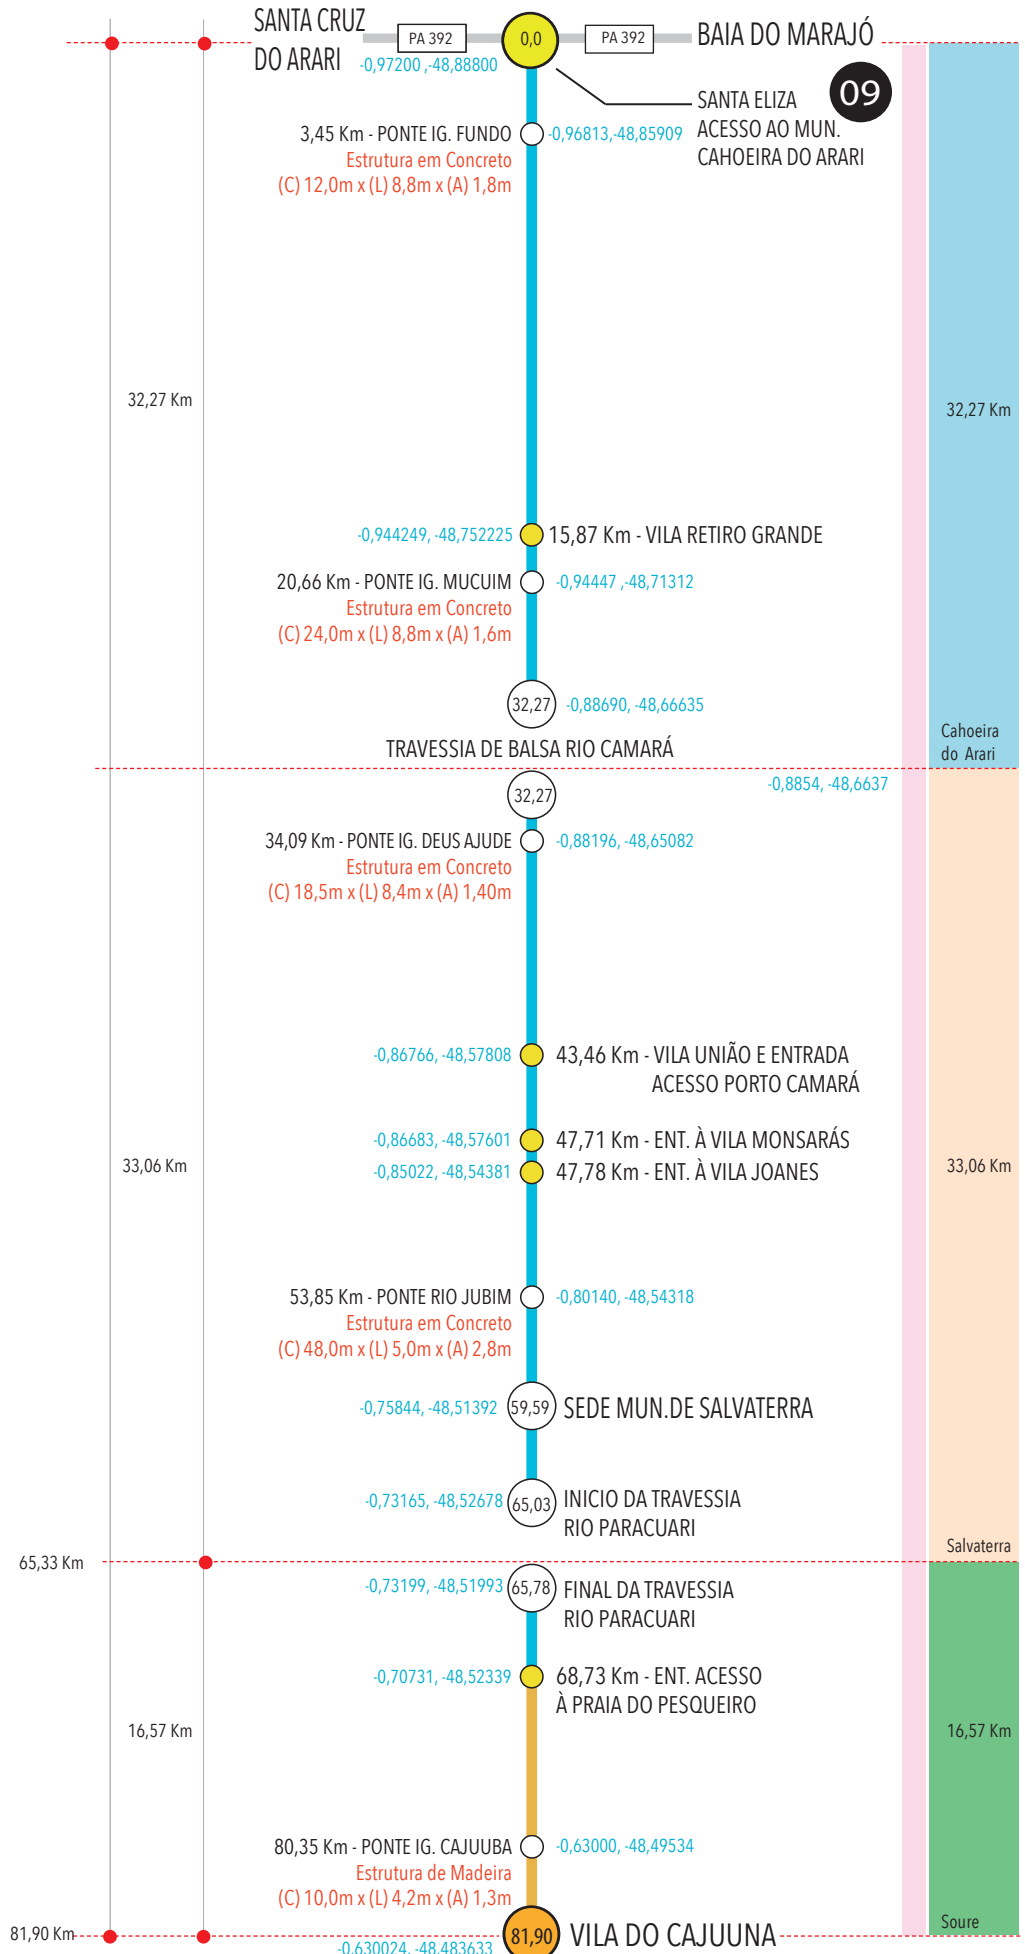 SANTA CRUZ
DO ARARI
PA 392
0,0
PA 392
BAIA DO MARAJÓ
-0,97200 ,-48,88800
09
SANTA ELIZA
ACESSO AO MUN.
CAHOEIRA DO ARARI
3,45 Km - PONTE IG. FUNDO
-0,96813,-48,85909
Estrutura em Concreto
(C) 12,0m x (L) 8,8m x (A) 1,8m
32,27 Km
32,27 Km
-0,944249, -48,752225
15,87 Km - VILA RETIRO GRANDE
20,66 Km - PONTE IG. MUCUIM
-0,94447 ,-48,71312
Estrutura em Concreto
(C) 24,0m x (L) 8,8m x (A) 1,6m
32,27
-0,88690, -48,66635
TRAVESSIA DE BALSA RIO CAMARÁ
Cahoeira
do Arari
-0,8854, -48,6637
32,27
34,09 Km - PONTE IG. DEUS AJUDE
-0,88196, -48,65082
Estrutura em Concreto
(C) 18,5m x (L) 8,4m x (A) 1,40m
-0,86766, -48,57808
43,46 Km - VILA UNIÃO E ENTRADA
ACESSO PORTO CAMARÁ
-0,86683, -48,57601
47,71 Km - ENT. À VILA MONSARÁS
33,06 Km
-0,85022, -48,54381
47,78 Km - ENT. À VILA JOANES
33,06 Km
53,85 Km - PONTE RIO JUBIM
-0,80140, -48,54318
Estrutura em Concreto
(C) 48,0m x (L) 5,0m x (A) 2,8m
-0,75844, -48,51392
59,59
SEDE MUN.DE SALVATERRA
-0,73165, -48,52678
65,03
INICIO DA TRAVESSIA
RIO PARACUARI
Salvaterra
65,33 Km
-0,73199, -48,51993
65,78
FINAL DA TRAVESSIA
RIO PARACUARI
-0,70731, -48,52339
68,73 Km - ENT. ACESSO
À PRAIA DO PESQUEIRO
16,57 Km
16,57 Km
80,35 Km - PONTE IG. CAJUUBA
-0,63000, -48,49534
Estrutura de Madeira
(C) 10,0m x (L) 4,2m x (A) 1,3m
Soure
81,90 Km
81,90
VILA DO CAJUUNA
-0,630024, -48,483633